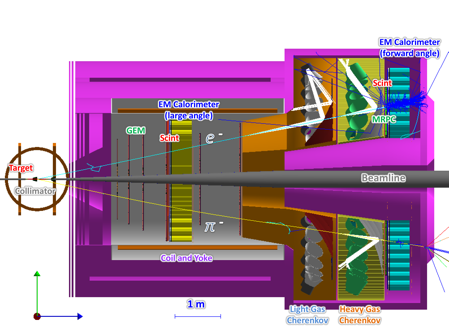 EM Calorimeter
(forward angle)
Scint
EM Calorimeter
(large angle)
MRPC
GEM
Scint
e-
Target
Collimator
Beamline
π-
Coil and Yoke
1 m
Light Gas
Cherenkov
Heavy Gas
Cherenkov